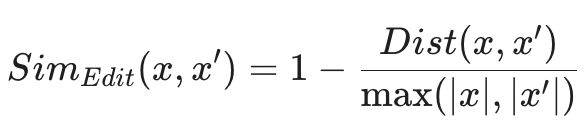 Sim_{Edit}(x, x') = 1 - \frac{Dist(x, x')}{\max(|x|, |x'|)}